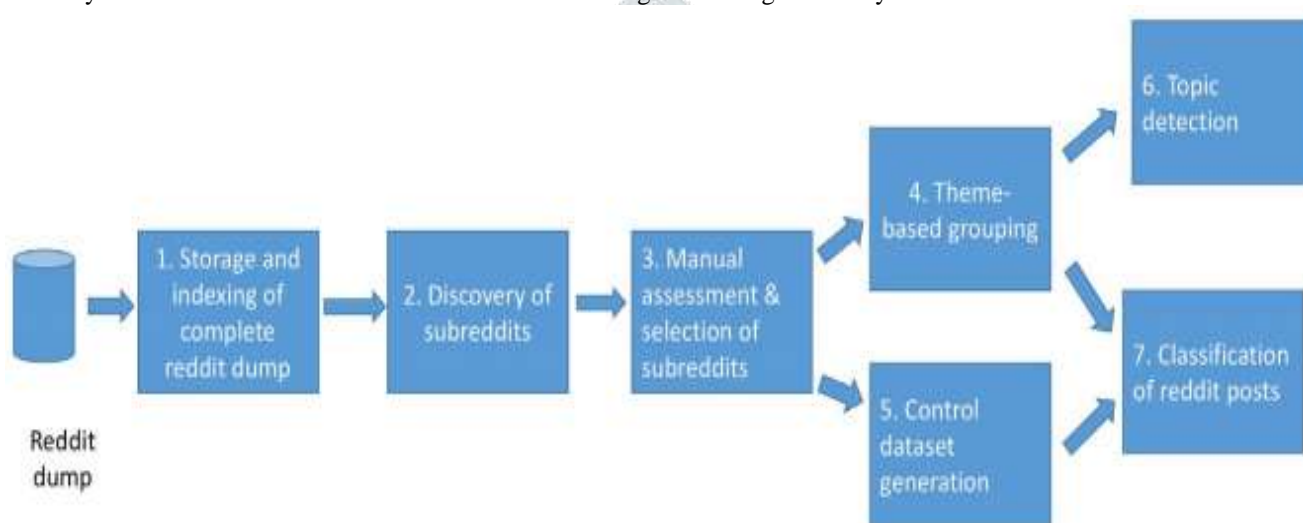 Reddit
dump
1. Storage and
indexing of
complete
reddit dump
2. Discovery of
subreddits
3. Manual
assessment &
selection of
subreddits
4. Theme-
based grouping
5. Control
dataset
generation
6. Topic
detection
7. Classification
of reddit posts